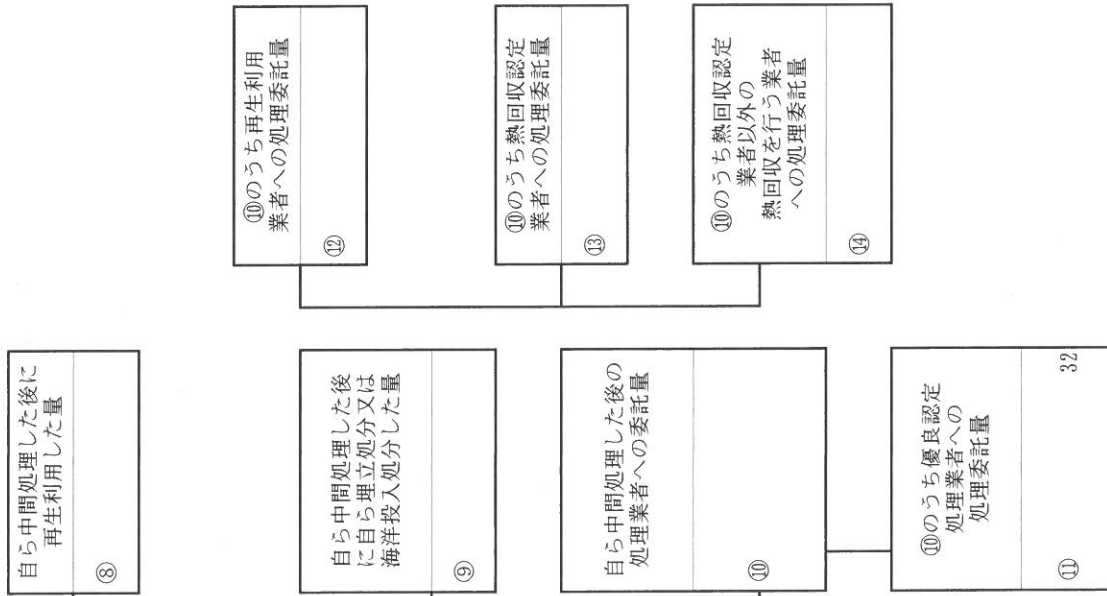 自ら中間処理した後に
再生利用した量
⑧
自ら中間処理した後
に自ら埋立処分又は
海洋投入処分した量
⑨
自ら中間処理した後の
処理業者への委託量
⑩
⑩のうち優良認定
処理業者への
処理委託量
⑪ 32
⑩のうち再生利用
業者への処理委託量
⑫
⑩のうち熱回収認定
業者への処理委託量
⑬
⑩のうち熱回収認定
業者以外の
熱回収を行う業者
への処理委託量
⑭